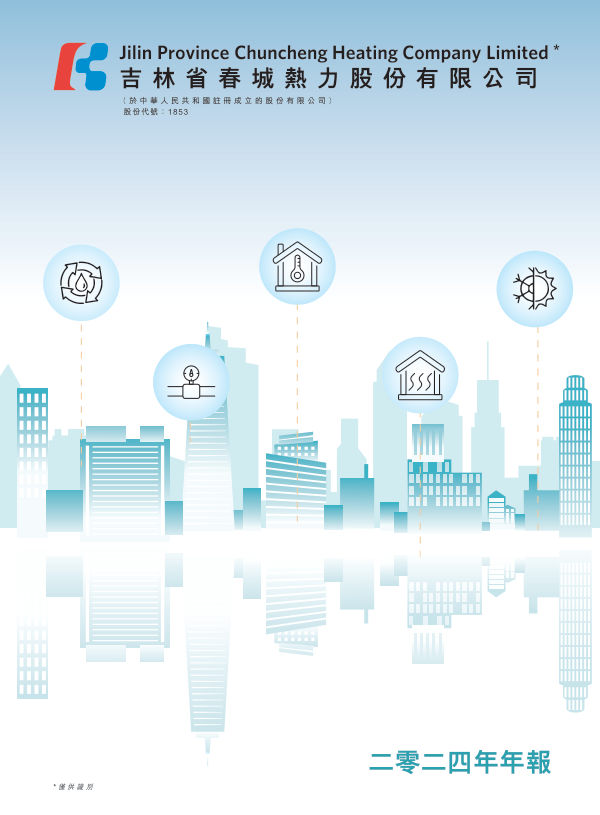 Jilin Province Chuncheng Heating Company Limited *
吉林省春城熱力股份有限公司
（於中華人民共和國註冊成立的股份有限公司）
股份代號：1853
二零二四年年報
* 僅供識別